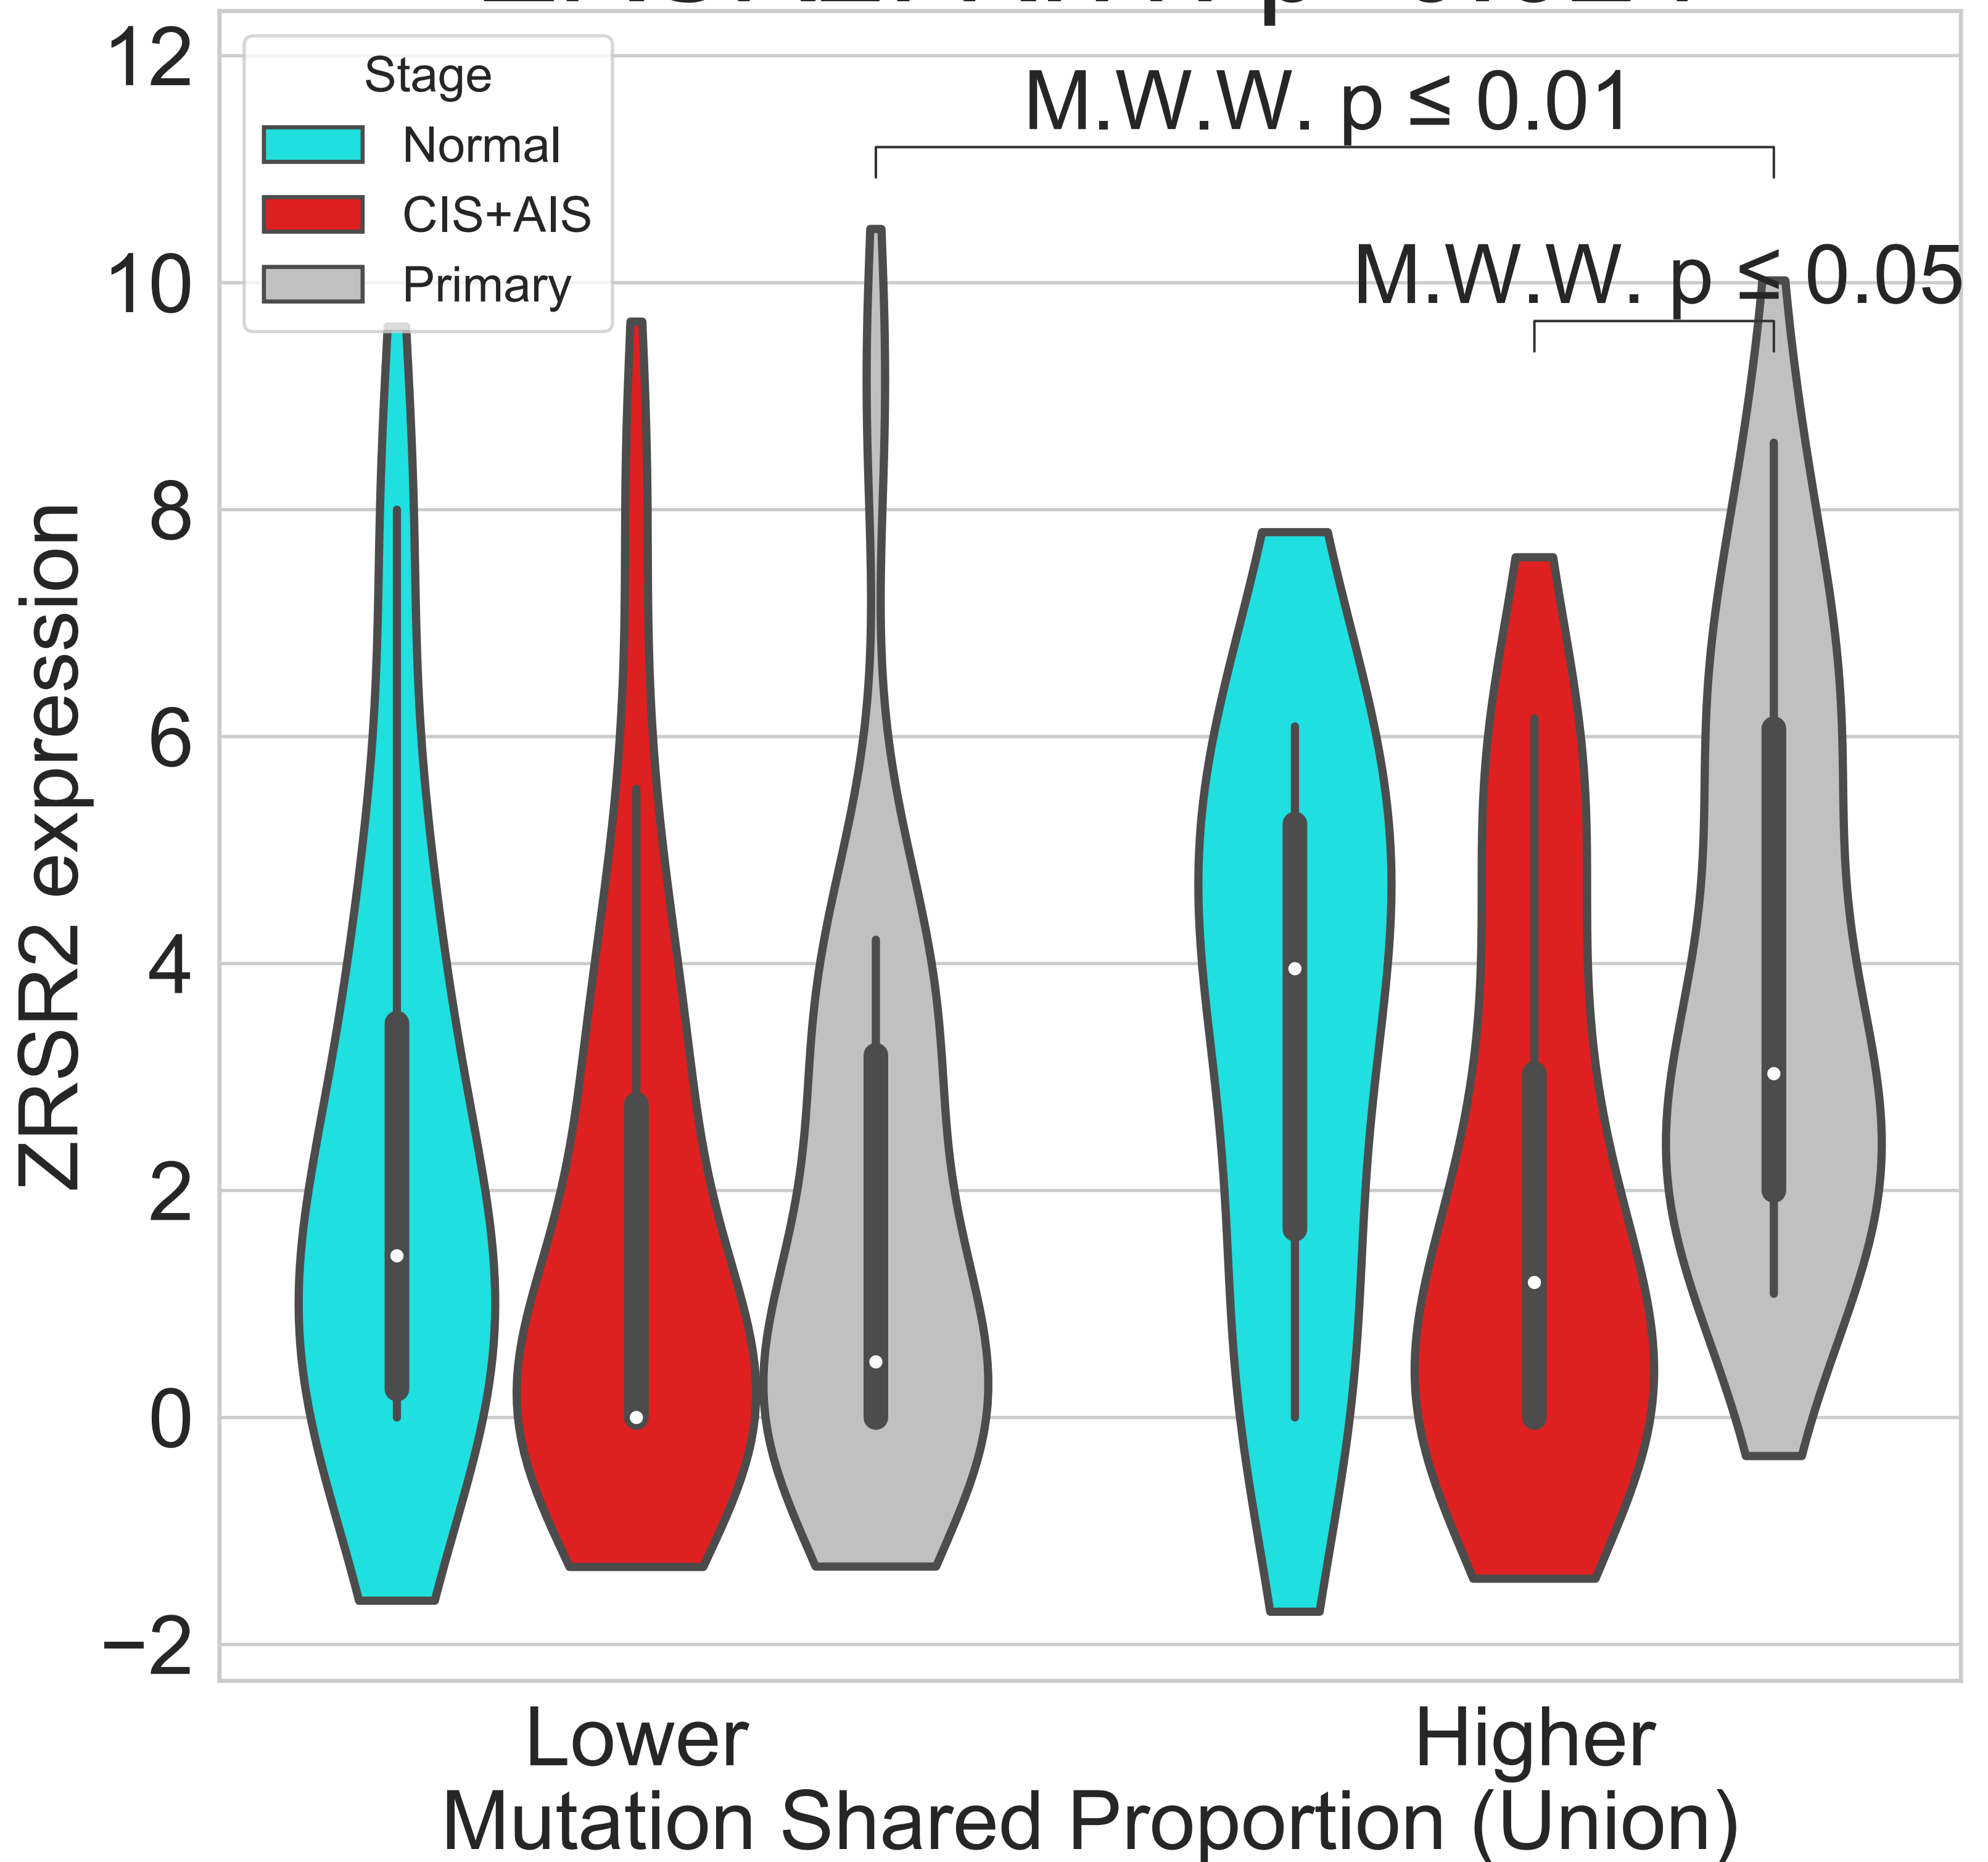 12
10
8
6
4
2
0
−2
ZRSR2 expression
Stage
Normal
CIS+AIS
Primary
M.W.W. p ≤ 0.01
M.W.W. p ≤ 0.05
Lower
Higher
Mutation Shared Proportion (Union)